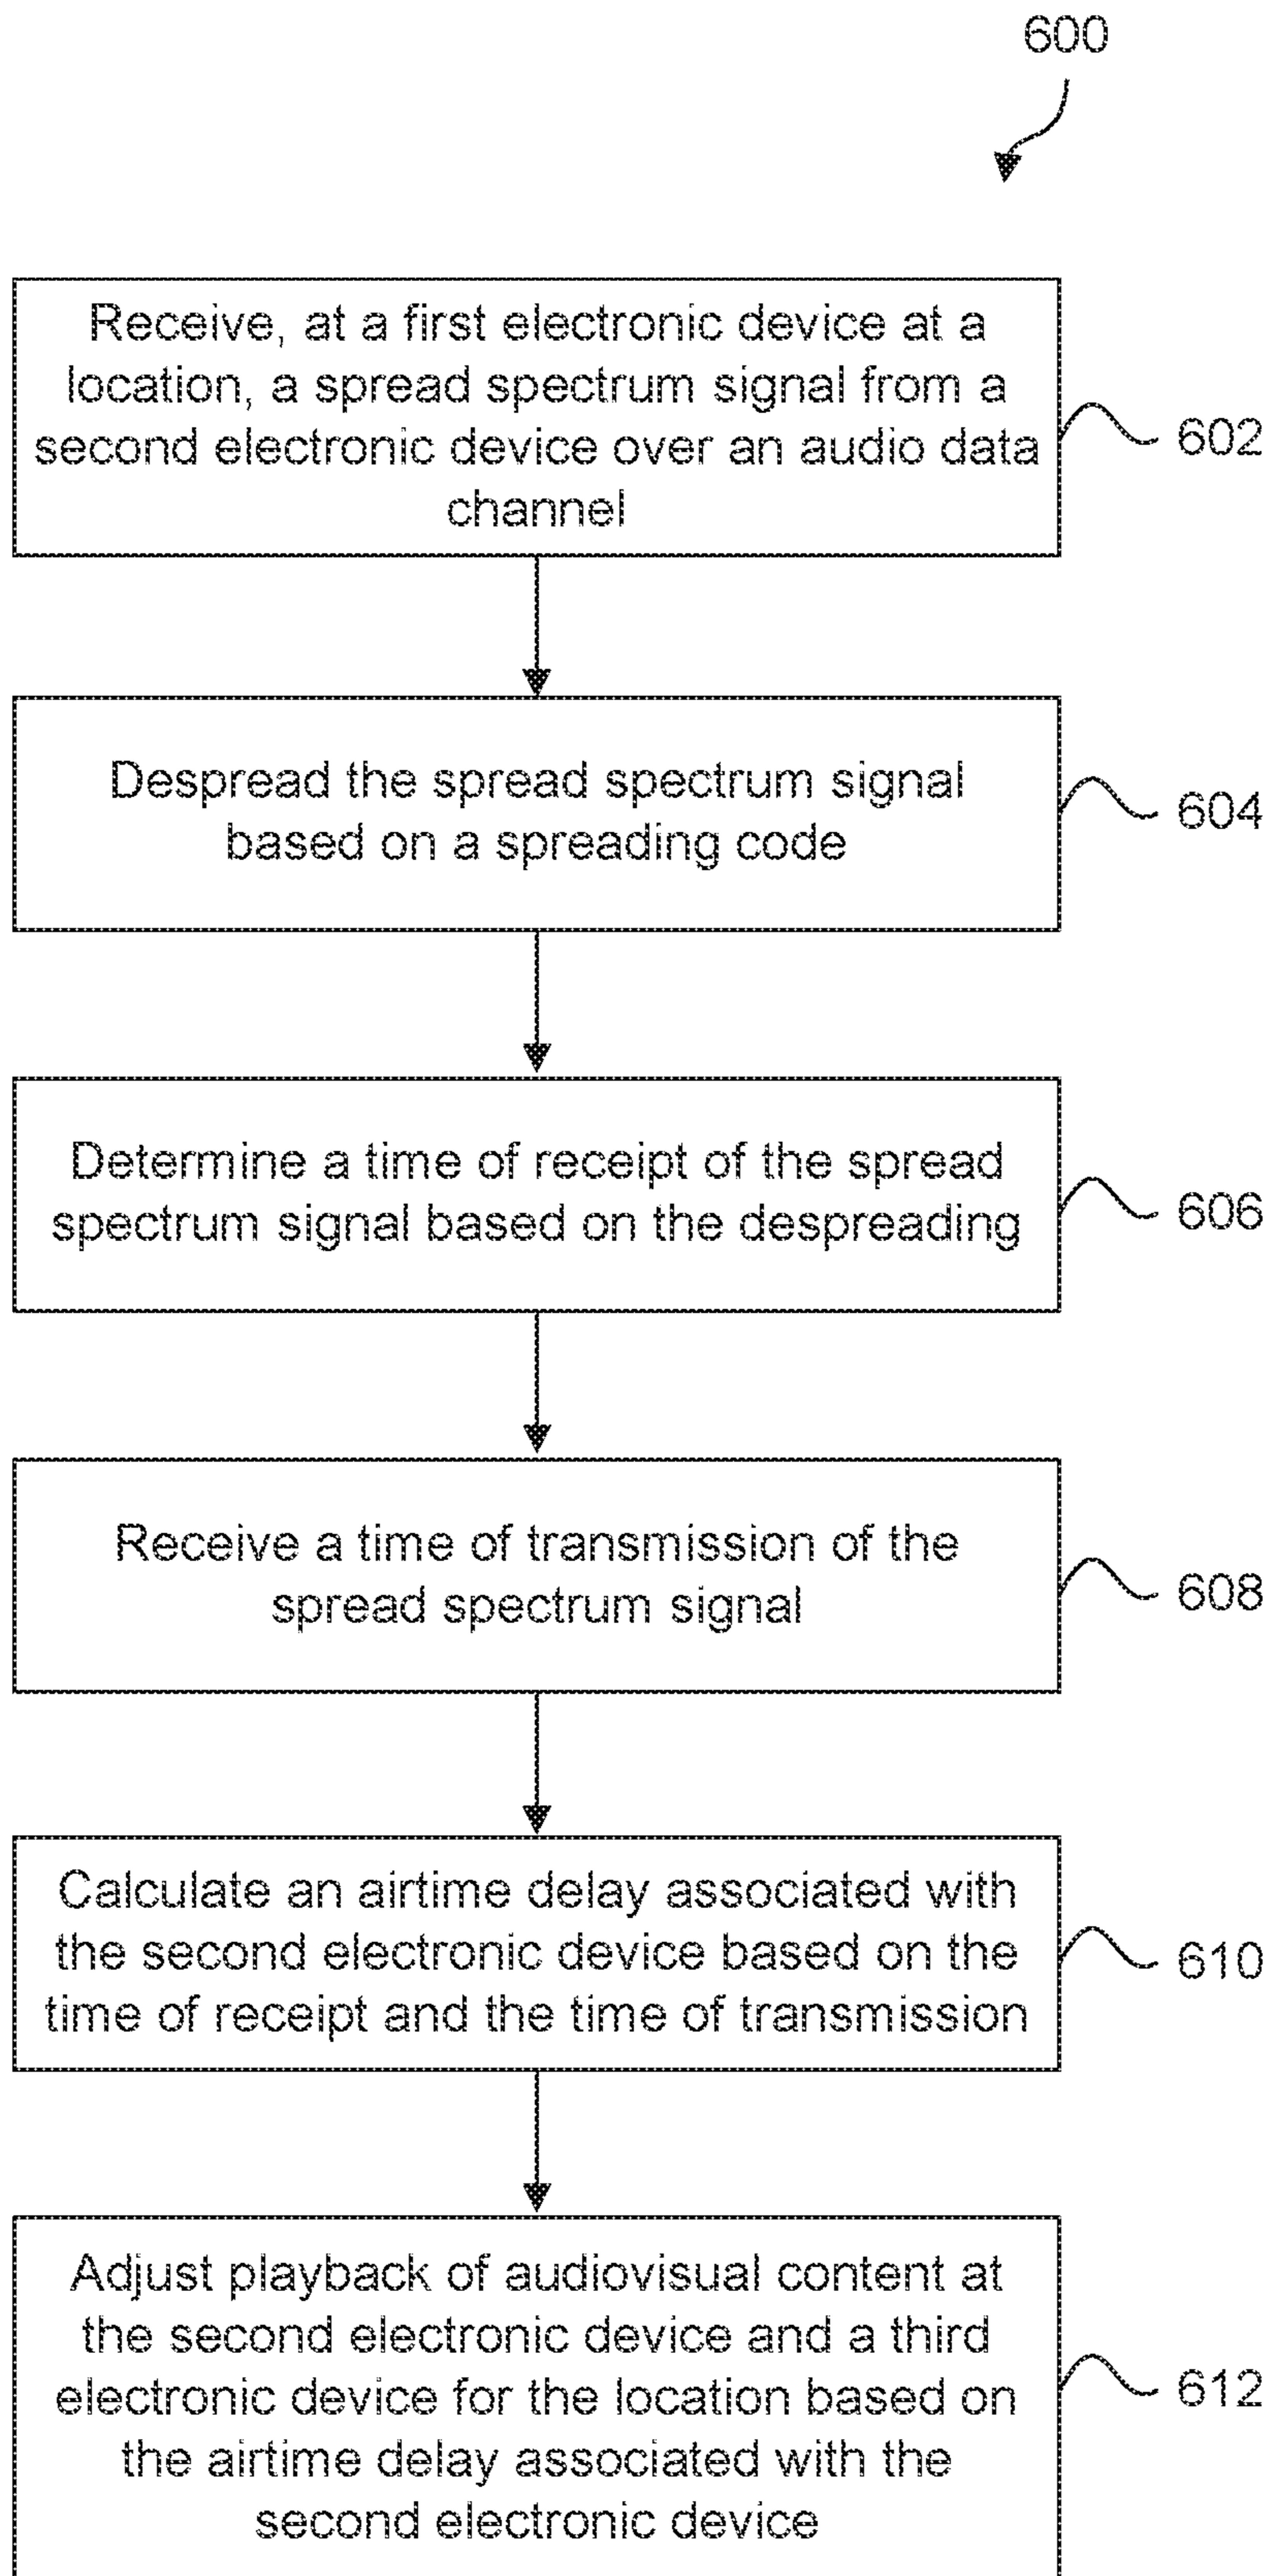 600
Receive, at a first electronic device at a
location, a spread spectrum signal from a
second electronic device over an audio data
channel
602
Despread the spread spectrum signal
based on a spreading code
604
Determine a time of receipt of the spread
spectrum signal based on the despreading
606
Receive a time of transmission of the
spread spectrum signal
608
Calculate an airtime delay associated with
the second electronic device based on the
time of receipt and the time of transmission
610
Adjust playback of audiovisual content at
the second electronic device and a third
electronic device for the location based on
the airtime delay associated with the
second electronic device
612